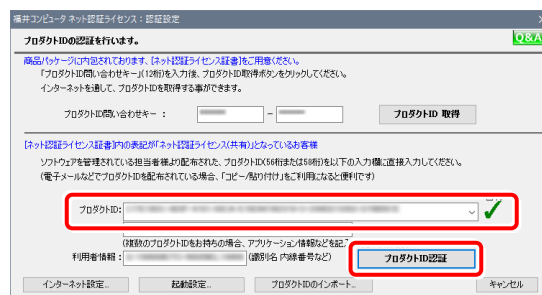 福井コンピュータ ネット認証ライセンス:認証設定
プロダクトIDの認証を行います。
Q&A
商品パッケージに内包されております、[ネット認証ライセンス証書]をご用意ください。
「プロダクトID問い合わせキー」(12桁)を入力後、プロダクトID取得ボタンをクリックしてください。
インターネットを通して、プロダクトIDを取得する事ができます。
プロダクトID問い合わせキー :
-
プロダクトID 取得
[ネット認証ライセンス証書]内の表記が「ネット認証ライセンス(共有)」となっているお客様
ソフトウェアを管理されている担当者様より配布された、プロダクトID(56桁または58桁)を以下の入力欄に直接入力してください。
(電子メールなどでプロダクトIDを配布されている場合、「コピー/貼り付け」をご利用になると便利です)
プロダクトID:
(複数のプロダクトIDをお持ちの場合、アプリケーション情報などを記
利用者情報 :
(識別名 内線番号など)
プロダクトID認証
インターネット設定...
起動設定...
プロダクトIDのインポート...
キャンセル